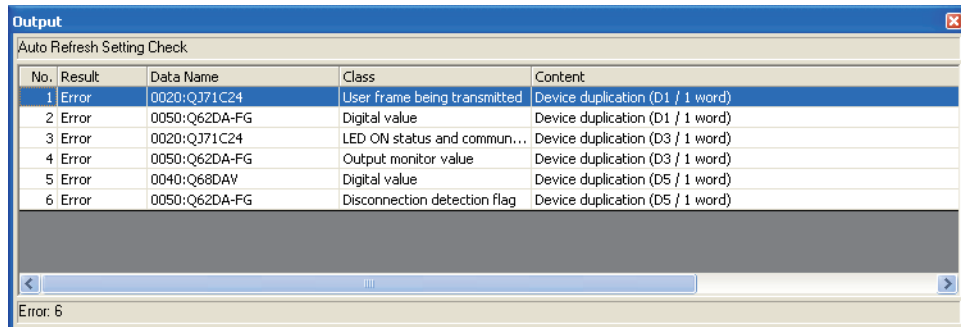 Output
Auto Refresh Setting Check
No. Result Data Name Class Content
1 Error 0020:QJ71C24 User frame being transmitted Device duplication (D1 / 1 word)
2 Error 0050:Q62DA-FG Digital value Device duplication (D1 / 1 word)
3 Error 0020:QJ71C24 LED ON status and commun... Device duplication (D3 / 1 word)
4 Error 0050:Q62DA-FG Output monitor value Device duplication (D3 / 1 word)
5 Error 0040:Q68DAV Digital value Device duplication (D5 / 1 word)
6 Error 0050:Q62DA-FG Disconnection detection flag Device duplication (D5 / 1 word)
Error: 6